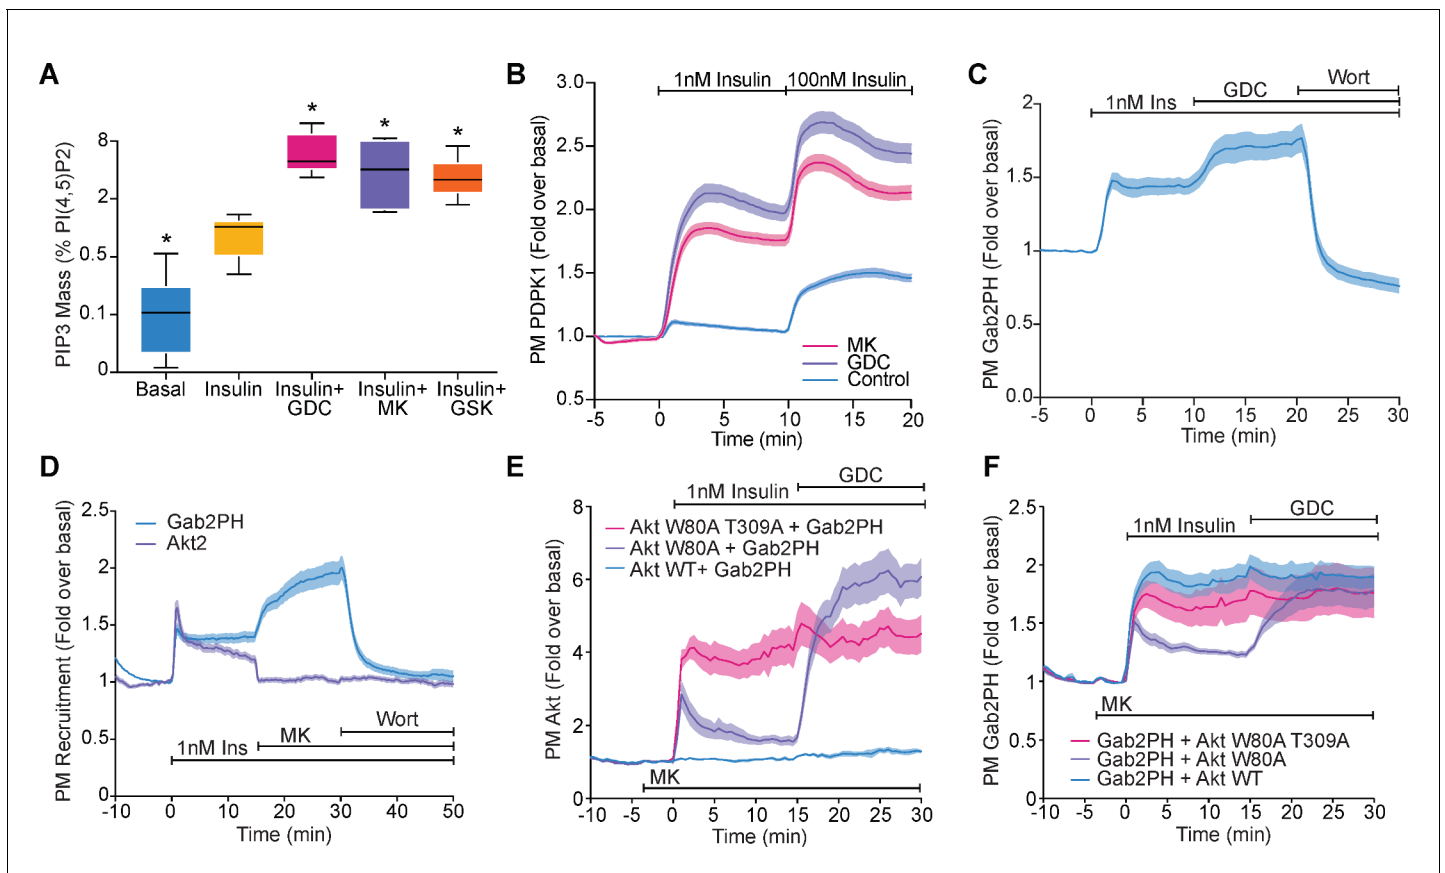 A
PIP3 Mass (% PI(4,5)P2)
8
2
0.5
0.1
0
*
*
*
*
Basal
Insulin
Insulin+
GDC
Insulin+
MK
Insulin+
GSK
B
PM PDPK1 (Fold over basal)
3.0
2.5
2.0
1.5
1.0
0.5
1nM Insulin
100nM Insulin
MK
GDC
Control
-5
0
5
10
15
20
Time (min)
C
PM Gab2PH (Fold over basal)
2
1.5
1
0.5
0.0
Wort
GDC
1nM Ins
-5
0
5
10
15
20
25
30
Time (min)
D
PM Recruitment (Fold over basal)
2.5
2
1.5
1
0.5
0
Gab2PH
Akt2
Wort
MK
1nM Ins
-10
0
10
20
30
40
50
Time (min)
E
PM Akt (Fold over basal)
8
6
4
2
0
GDC
1nM Insulin
Akt W80A T309A + Gab2PH
Akt W80A + Gab2PH
Akt WT+ Gab2PH
MK
-10
-5
0
5
10
15
20
25
30
Time (min)
F
PM Gab2PH (Fold over basal)
2.5
2
1.5
1
0.5
0
GDC
1nM Insulin
MK
Gab2PH + Akt W80A T309A
Gab2PH + Akt W80A
Gab2PH + Akt WT
-10
-5
0
5
10
15
20
25
30
Time (min)